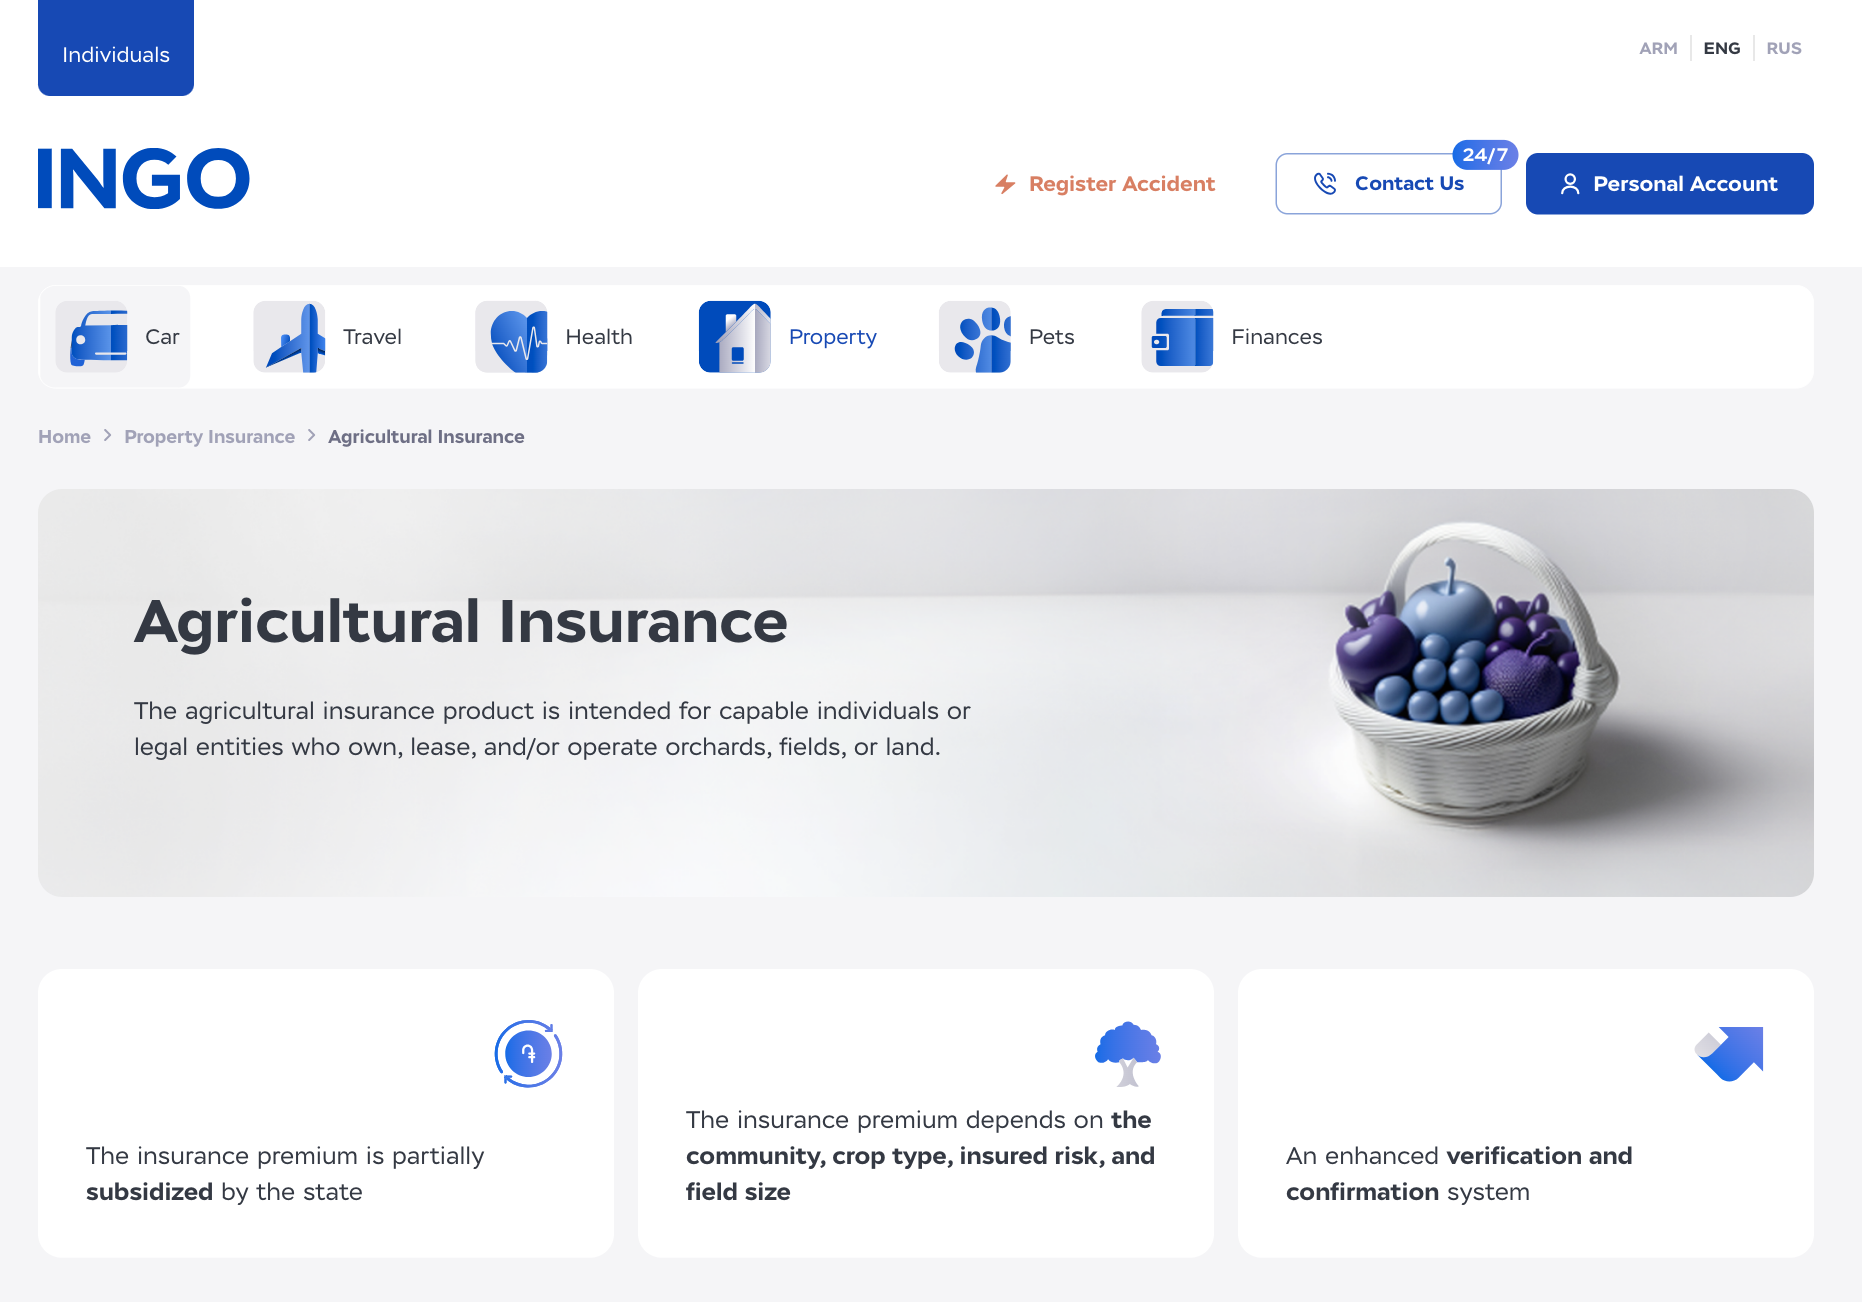 Individuals
ARM ENG RUS
INGO
Register Accident
Contact Us
24/7
Personal Account
Car
Travel
Health
Property
Pets
Finances
Home > Property Insurance > Agricultural Insurance
Agricultural Insurance
The agricultural insurance product is intended for capable individuals or
legal entities who own, lease, and/or operate orchards, fields, or land.
֏
The insurance premium is partially
subsidized by the state
The insurance premium depends on the
community, crop type, insured risk, and
field size
An enhanced verification and
confirmation system